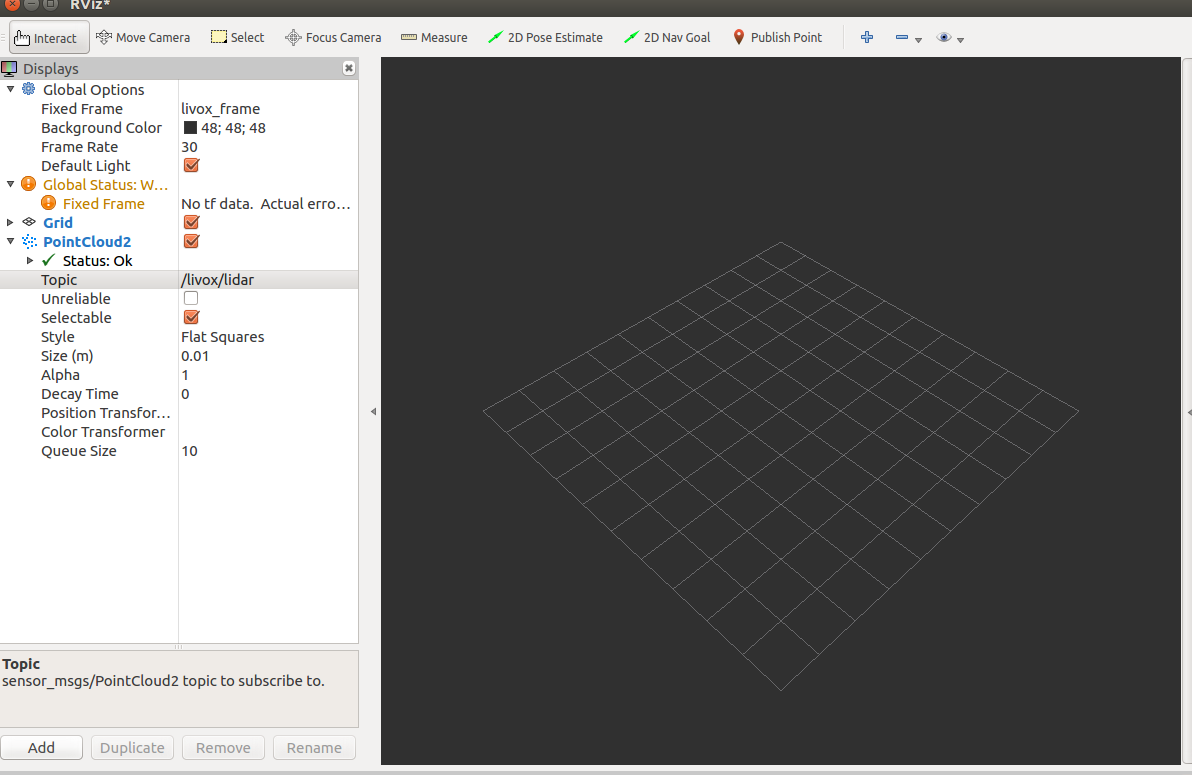 RViz*
Interact Move Camera Select Focus Camera Measure 2D Pose Estimate 2D Nav Goal Publish Point
Displays
Global Options
Fixed Frame livox_frame
Background Color 48; 48; 48
Frame Rate 30
Default Light
Global Status: W...
Fixed Frame No tf data.  Actual erro...
Grid
PointCloud2
Status: Ok
Topic /livox/lidar
Unreliable
Selectable
Style Flat Squares
Size (m) 0.01
Alpha 1
Decay Time 0
Position Transfor...
Color Transformer
Queue Size 10
Topic
sensor_msgs/PointCloud2 topic to subscribe to.
Add Duplicate Remove Rename